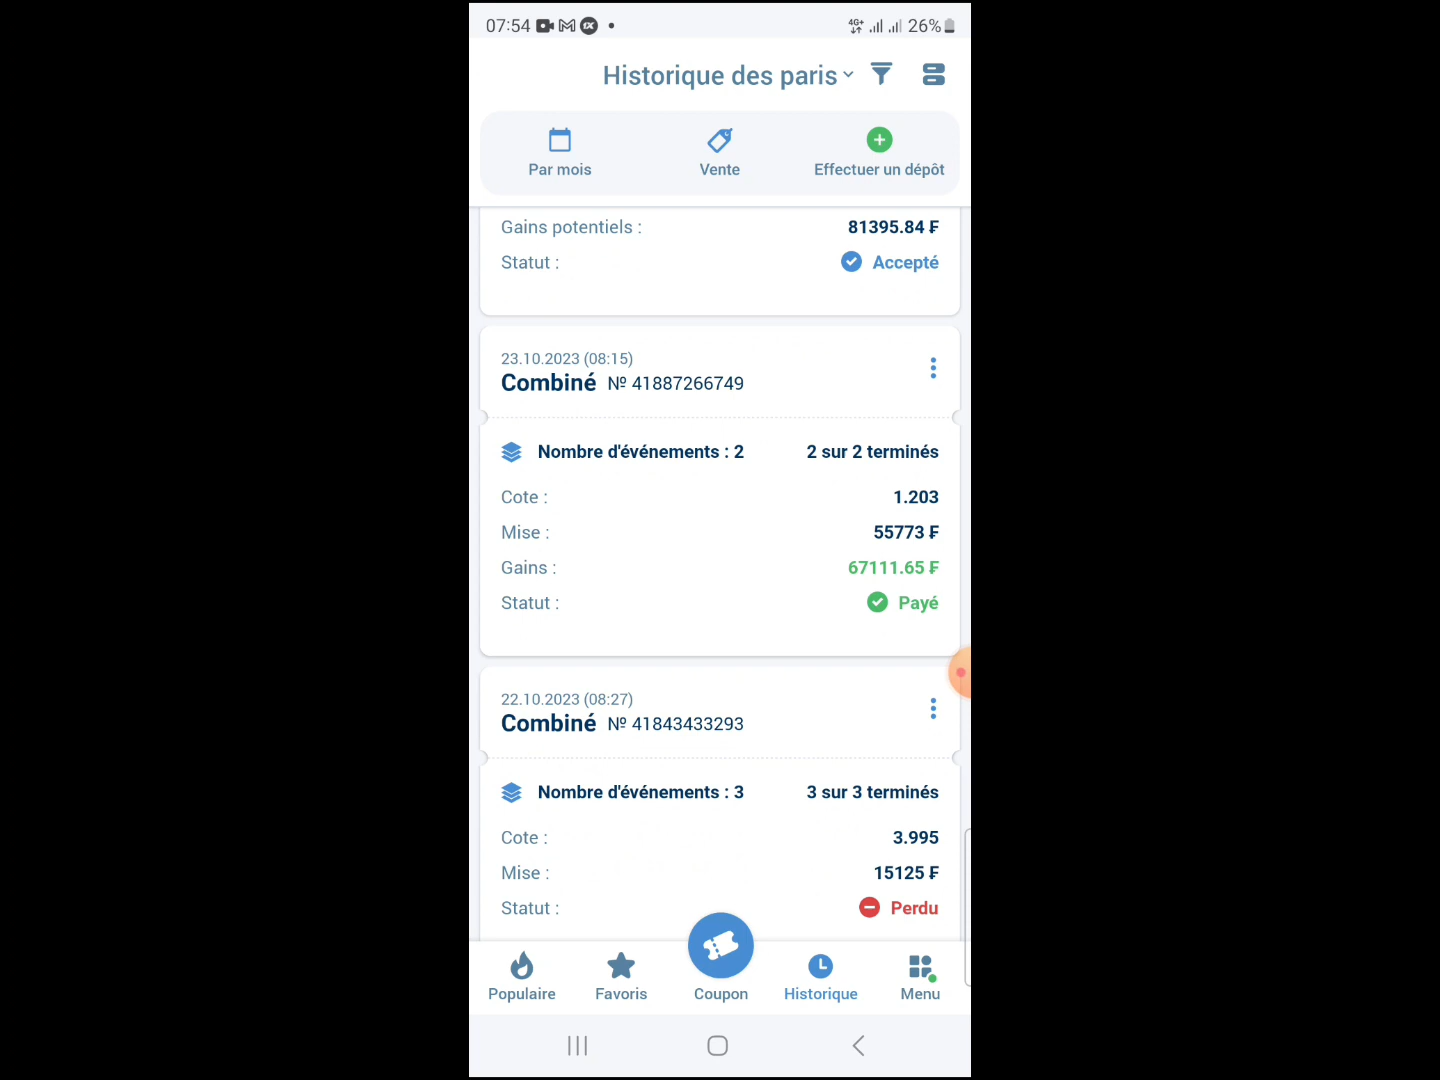 07:54
4G+ 26%
Historique des paris
Par mois
Vente
Effectuer un dépôt
Gains potentiels : 81395.84 ₣
Statut : Accepté
23.10.2023 (08:15)
Combiné № 41887266749
Nombre d'événements : 2 2 sur 2 terminés
Cote : 1.203
Mise : 55773 ₣
Gains : 67111.65 ₣
Statut : Payé
22.10.2023 (08:27)
Combiné № 41843433293
Nombre d'événements : 3 3 sur 3 terminés
Cote : 3.995
Mise : 15125 ₣
Statut : Perdu
Populaire
Favoris
Coupon
Historique
Menu